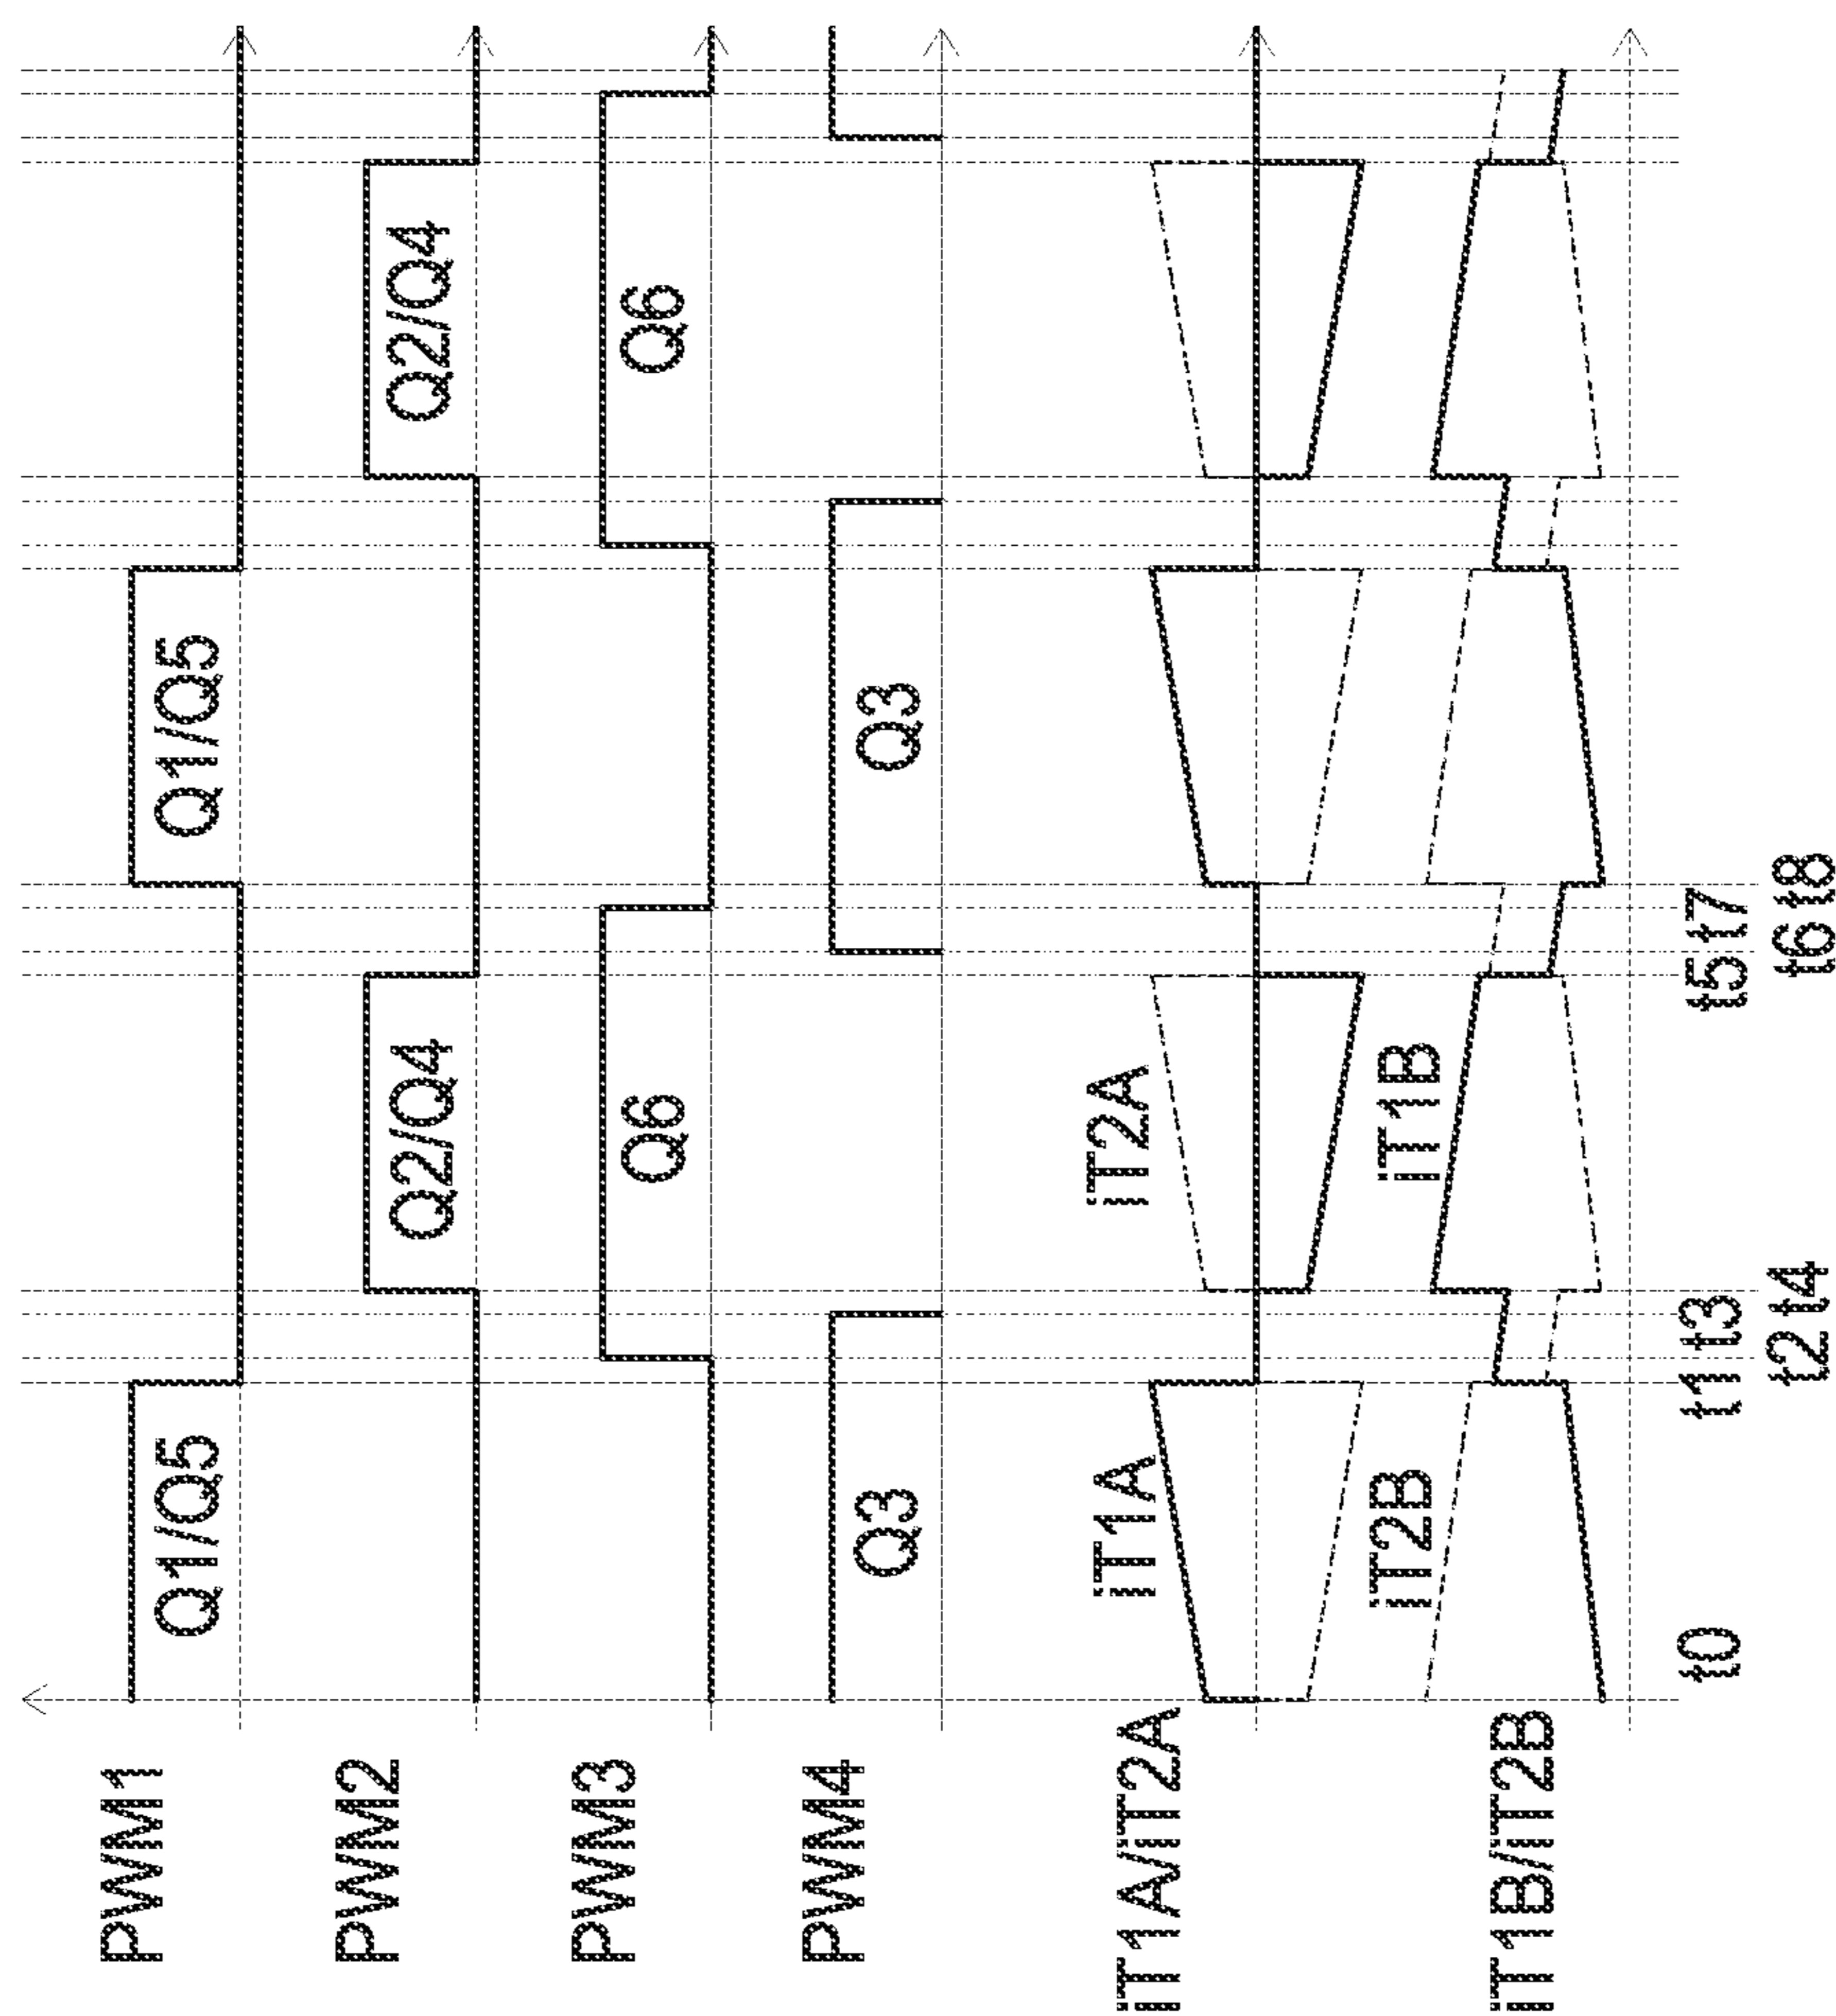 PWM1
Q1/Q5
Q1/Q5
PWM2
Q2/Q4
Q2/Q4
PWM3
Q6
Q6
PWM4
Q3
Q3
iT1A/iT2A
iT1A
iT2A
iT2B
iT1B
iT1B/iT2B
t0
t1 t3
t5 t7
t2 t4
t6 t8